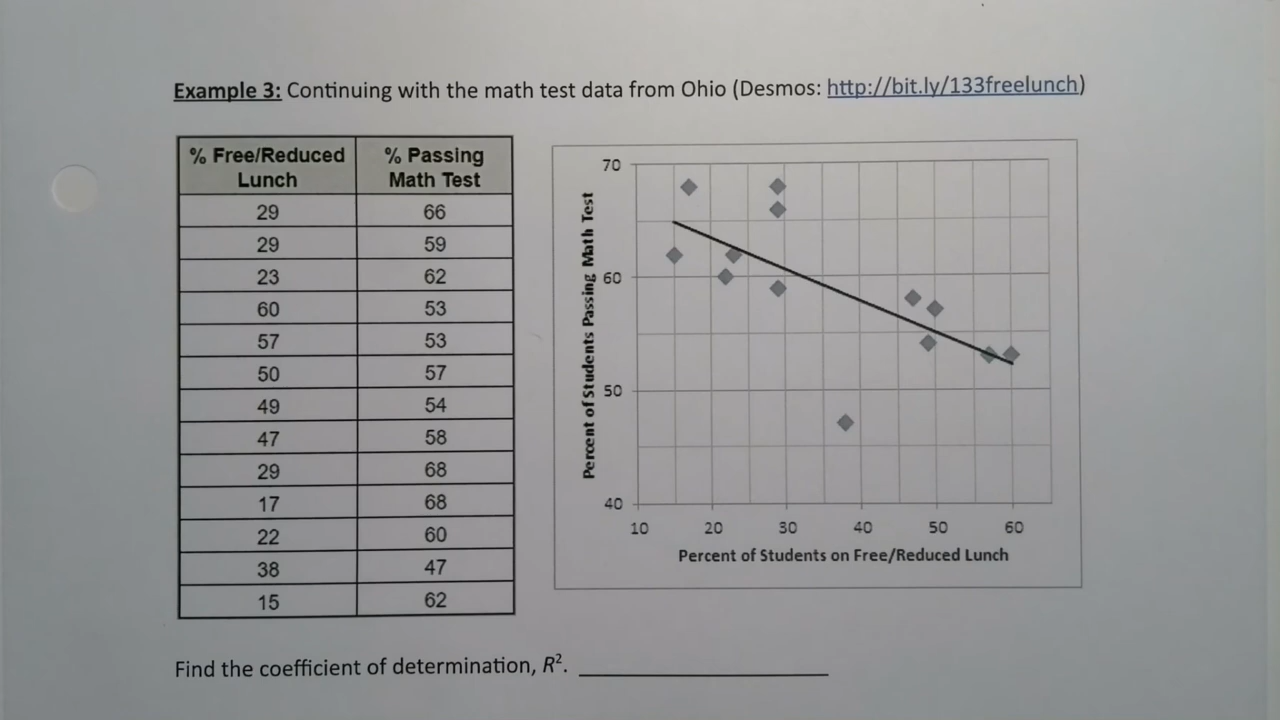 Example 3: Continuing with the math test data from Ohio (Desmos: http://bit.ly/133freelunch)
% Free/Reduced Lunch % Passing Math Test
29 66
29 59
23 62
60 53
57 53
50 57
49 54
47 58
29 68
17 68
22 60
38 47
15 62
Percent of Students Passing Math Test
70
60
50
40
10 20 30 40 50 60
Percent of Students on Free/Reduced Lunch
Find the coefficient of determination, R².